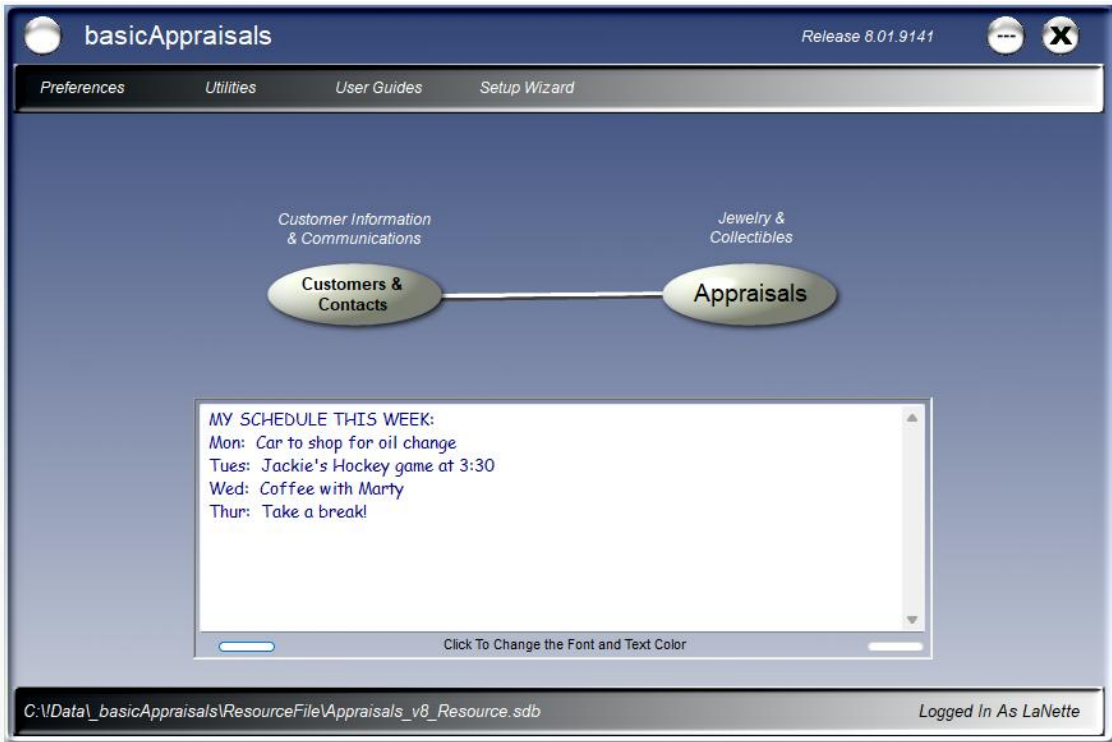 basicAppraisals
Release 8.01.9141
--- X
Preferences Utilities User Guides Setup Wizard
Customer Information
& Communications
Jewelry &
Collectibles
Customers &
Contacts
Appraisals
MY SCHEDULE THIS WEEK:
Mon: Car to shop for oil change
Tues: Jackie's Hockey game at 3:30
Wed: Coffee with Marty
Thur: Take a break!
Click To Change the Font and Text Color
C:\!Data\_basicAppraisals\ResourceFile\Appraisals_v8_Resource.sdb
Logged In As LaNette